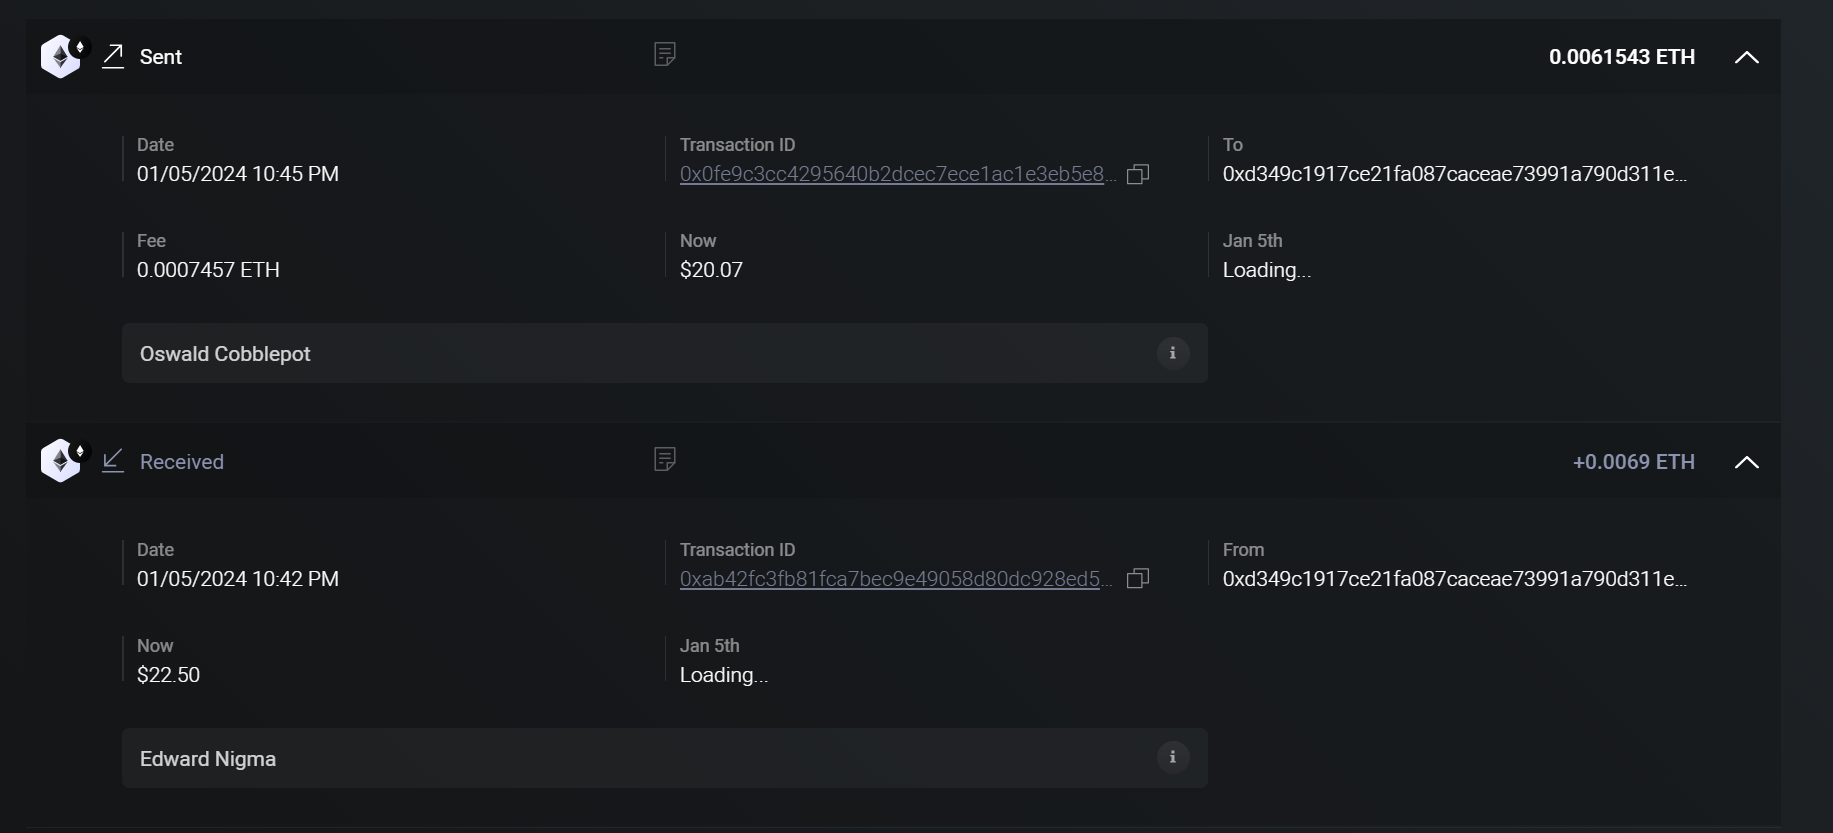 Sent
0.0061543 ETH
Date
01/05/2024 10:45 PM
Transaction ID
0x0fe9c3cc4295640b2dcec7ece1ac1e3eb5e8...
To
0xd349c1917ce21fa087caceae73991a790d311e...
Fee
0.0007457 ETH
Now
$20.07
Jan 5th
Loading...
Oswald Cobblepot
i
Received
+0.0069 ETH
Date
01/05/2024 10:42 PM
Transaction ID
0xab42fc3fb81fca7bec9e49058d80dc928ed5...
From
0xd349c1917ce21fa087caceae73991a790d311e...
Now
$22.50
Jan 5th
Loading...
Edward Nigma
i